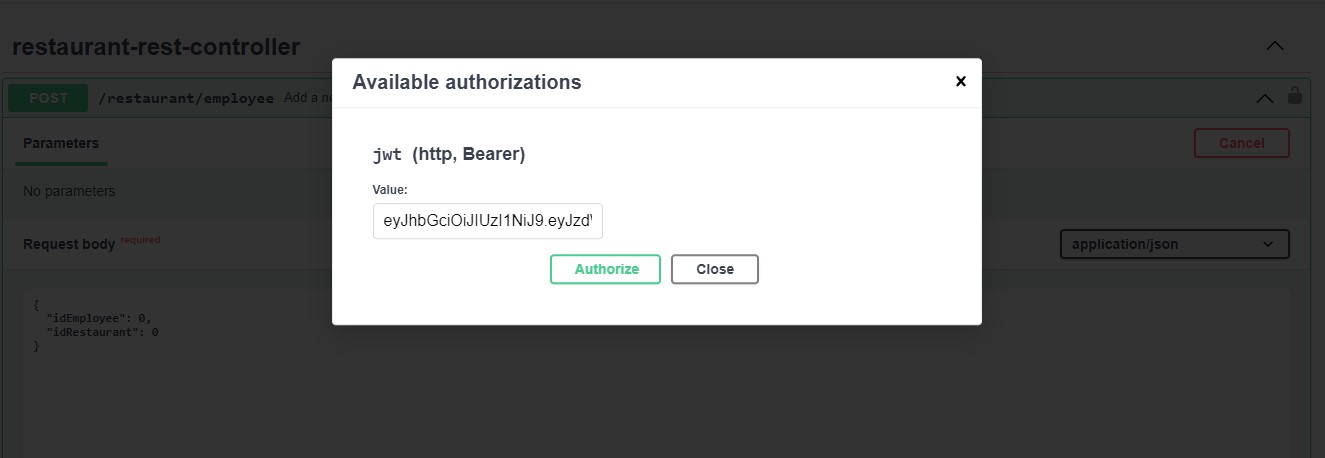 restaurant-rest-controller
Available authorizations
POST /restaurant/employee Add a
jwt (http, Bearer)
Parameters
Cancel
Value:
No parameters
eyJhbGciOiJIUzI1NiJ9.eyJzd
Request body required
application/json
Authorize
Close
{
"idEmployee": 0,
"idRestaurant": 0
}